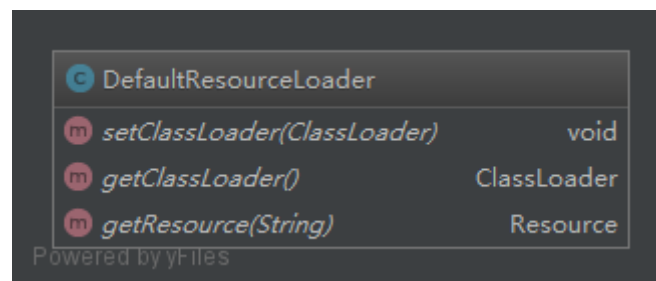 C DefaultResourceLoader
m setClassLoader(ClassLoader) void
m getClassLoader() ClassLoader
m getResource(String) Resource
Powered by yFiles